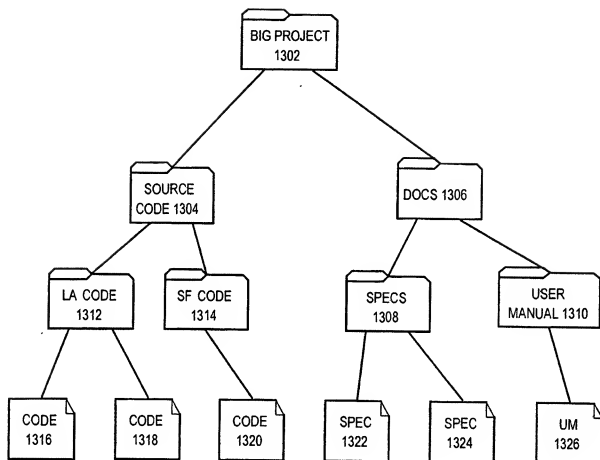 BIG PROJECT
1302
SOURCE
CODE 1304
DOCS 1306
LA CODE
1312
SF CODE
1314
SPECS
1308
USER
MANUAL 1310
CODE
1316
CODE
1318
CODE
1320
SPEC
1322
SPEC
1324
UM
1326